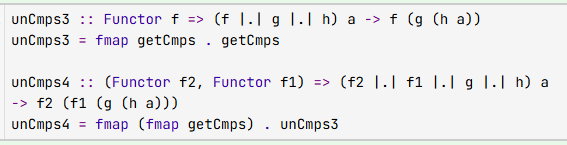 unCmps3 :: Functor f => (f |.| g |.| h) a -> f (g (h a))
unCmps3 = fmap getCmps . getCmps
unCmps4 :: (Functor f2, Functor f1) => (f2 |.| f1 |.| g |.| h) a
-> f2 (f1 (g (h a)))
unCmps4 = fmap (fmap getCmps) . unCmps3